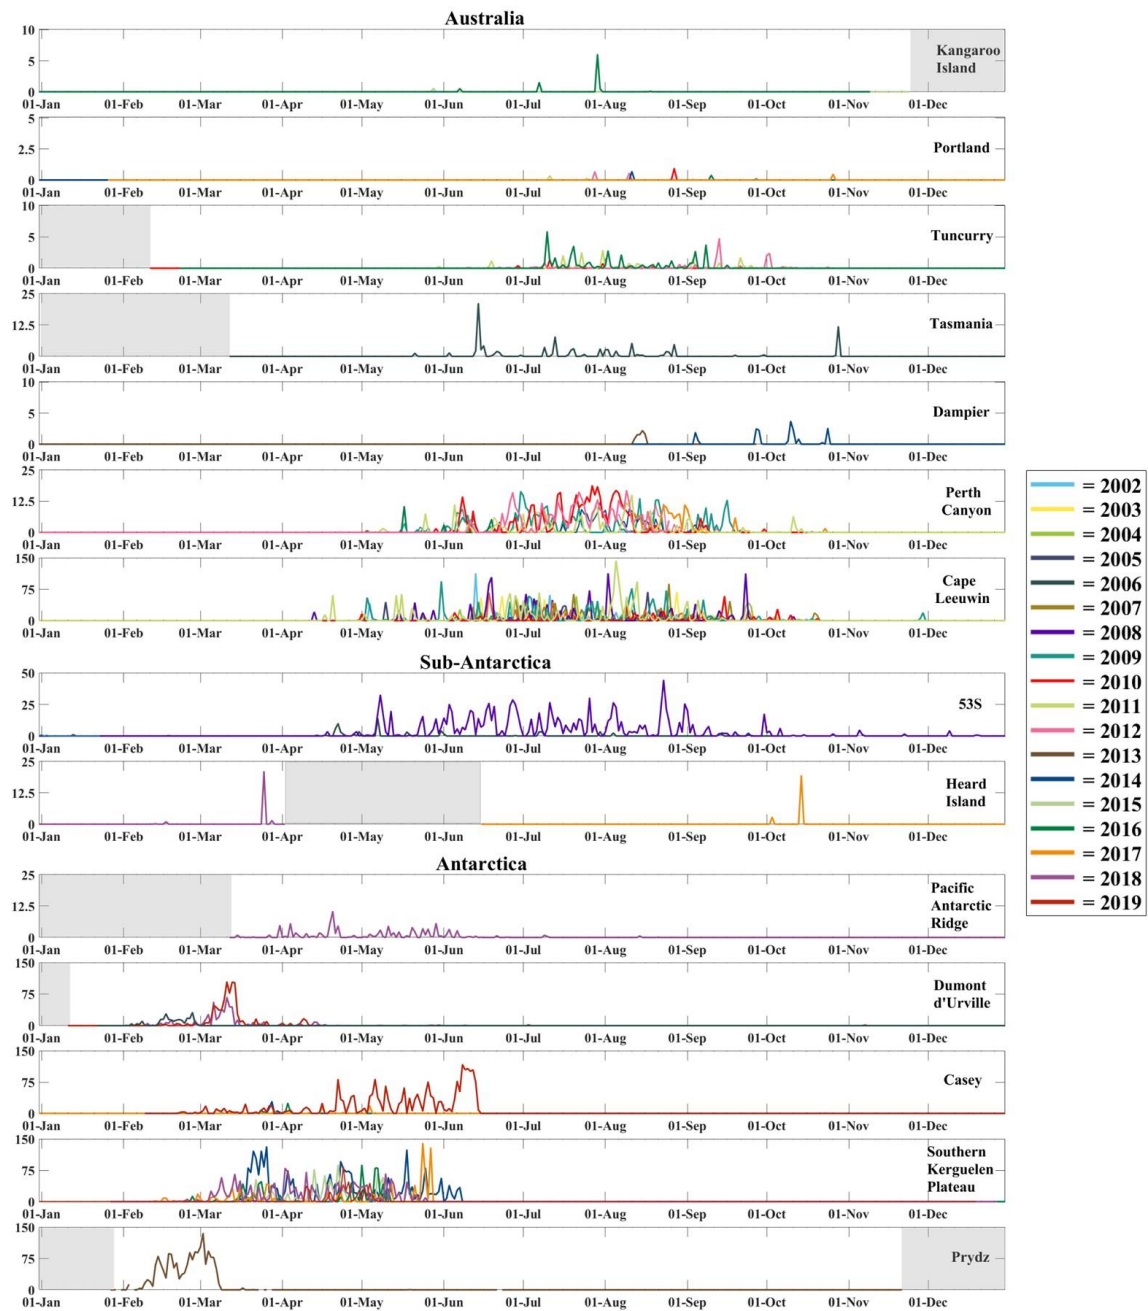 Australia
10
5
0
Kangaroo
Island
01-Jan 01-Feb 01-Mar 01-Apr 01-May 01-Jun 01-Jul 01-Aug 01-Sep 01-Oct 01-Nov 01-Dec
5
2.5
0
Portland
01-Jan 01-Feb 01-Mar 01-Apr 01-May 01-Jun 01-Jul 01-Aug 01-Sep 01-Oct 01-Nov 01-Dec
10
5
0
Tuncurry
01-Jan 01-Feb 01-Mar 01-Apr 01-May 01-Jun 01-Jul 01-Aug 01-Sep 01-Oct 01-Nov 01-Dec
25
12.5
0
Tasmania
01-Jan 01-Feb 01-Mar 01-Apr 01-May 01-Jun 01-Jul 01-Aug 01-Sep 01-Oct 01-Nov 01-Dec
10
5
0
Dampier
01-Jan 01-Feb 01-Mar 01-Apr 01-May 01-Jun 01-Jul 01-Aug 01-Sep 01-Oct 01-Nov 01-Dec
25
12.5
0
Perth
Canyon
01-Jan 01-Feb 01-Mar 01-Apr 01-May 01-Jun 01-Jul 01-Aug 01-Sep 01-Oct 01-Nov 01-Dec
150
75
0
Cape
Leeuwin
01-Jan 01-Feb 01-Mar 01-Apr 01-May 01-Jun 01-Jul 01-Aug 01-Sep 01-Oct 01-Nov 01-Dec
Sub-Antarctica
50
25
0
53S
01-Jan 01-Feb 01-Mar 01-Apr 01-May 01-Jun 01-Jul 01-Aug 01-Sep 01-Oct 01-Nov 01-Dec
25
12.5
0
Heard
Island
01-Jan 01-Feb 01-Mar 01-Apr 01-May 01-Jun 01-Jul 01-Aug 01-Sep 01-Oct 01-Nov 01-Dec
Antarctica
25
12.5
0
Pacific
Antarctic
Ridge
01-Jan 01-Feb 01-Mar 01-Apr 01-May 01-Jun 01-Jul 01-Aug 01-Sep 01-Oct 01-Nov 01-Dec
150
75
0
Dumont
d'Urville
01-Jan 01-Feb 01-Mar 01-Apr 01-May 01-Jun 01-Jul 01-Aug 01-Sep 01-Oct 01-Nov 01-Dec
150
75
0
Casey
01-Jan 01-Feb 01-Mar 01-Apr 01-May 01-Jun 01-Jul 01-Aug 01-Sep 01-Oct 01-Nov 01-Dec
150
75
0
Southern
Kerguelen
Plateau
01-Jan 01-Feb 01-Mar 01-Apr 01-May 01-Jun 01-Jul 01-Aug 01-Sep 01-Oct 01-Nov 01-Dec
150
75
0
Prydz
01-Jan 01-Feb 01-Mar 01-Apr 01-May 01-Jun 01-Jul 01-Aug 01-Sep 01-Oct 01-Nov 01-Dec
= 2002
= 2003
= 2004
= 2005
= 2006
= 2007
= 2008
= 2009
= 2010
= 2011
= 2012
= 2013
= 2014
= 2015
= 2016
= 2017
= 2018
= 2019